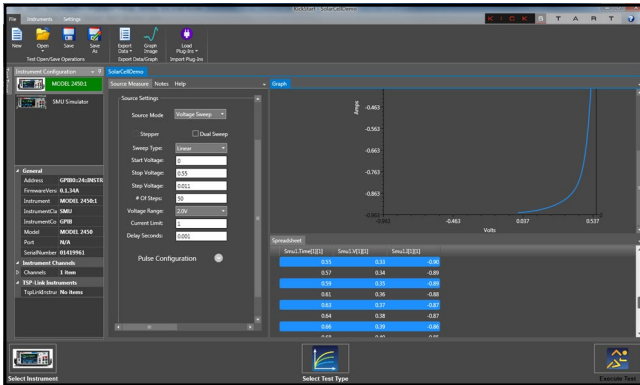 KickStart - SolarCellDemo
File Instruments Settings
K I C K S T A R T
New Open Save Save As Export Data Graph Image Load Plug-Ins
Test Open/Save Operations Export Data/Graph Import Plug-Ins
Instrument Configuration
SolarCellDemo
MODEL 2450:1
Source Measure Notes Help
Graph
SMU Simulator
Source Settings
Source Mode Voltage Sweep
Stepper Dual Sweep
Sweep Type: Linear
Start Voltage: 0
Stop Voltage: 0.55
Step Voltage: 0.011
# Of Steps: 50
Voltage Range: 2.0V
Current Limit: 1
Delay Seconds: 0.001
Pulse Configuration
General
Address GPIB0::24::INSTR
FirmwareVersi 0.1.34A
Instrument MODEL 2450:1
InstrumentCla SMU
InstrumentCo GPIB
Model MODEL 2450
Port N/A
SerialNumber 01419961
Instrument Channels
Channels 1 item
TSP-Link Instruments
TspLinkInstrur No items
Amps
-0.463
-0.563
-0.663
-0.763
-0.863
-0.463 0.037 0.537
Volts
Spreadsheet
Smu1.Time[1][1] Smu1.V[1][1] Smu1.I[1][1]
0.55 0.33 -0.90
0.57 0.34 -0.89
0.59 0.35 -0.89
0.61 0.36 -0.88
0.63 0.37 -0.87
0.64 0.38 -0.87
0.66 0.39 -0.86
Select Instrument
Select Test Type
Execute Test